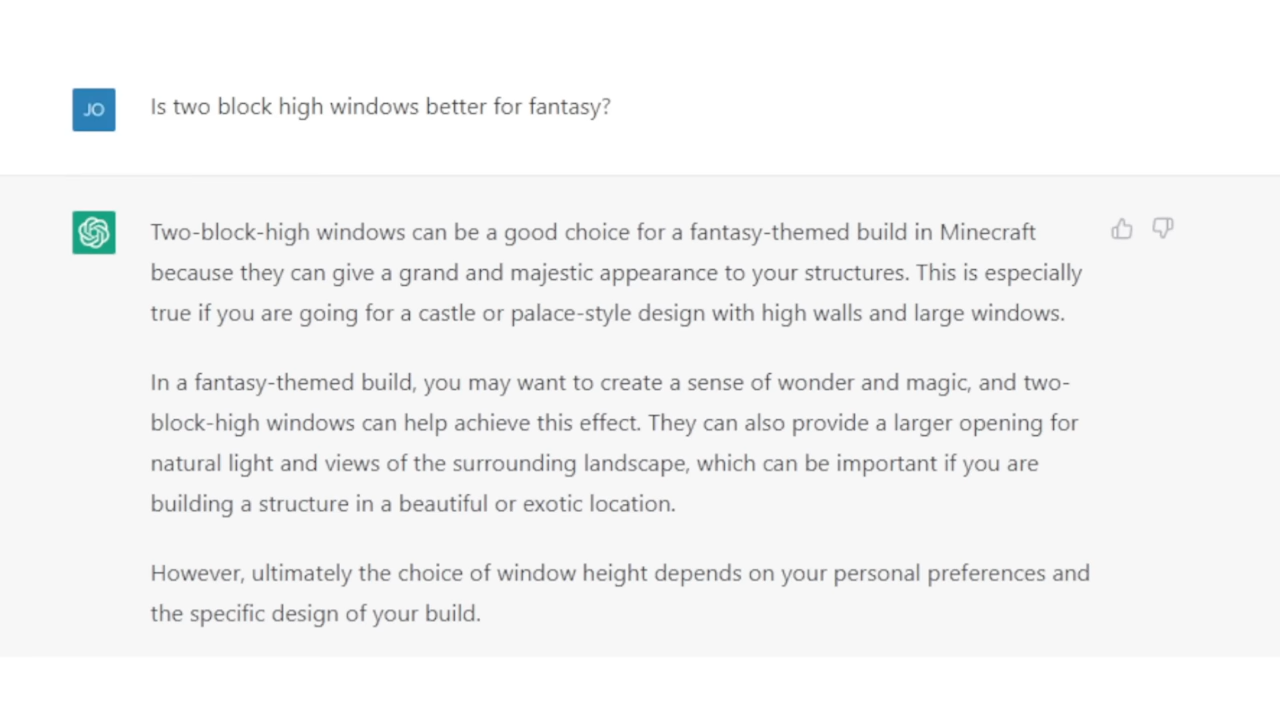 JO
Is two block high windows better for fantasy?
Two-block-high windows can be a good choice for a fantasy-themed build in Minecraft
because they can give a grand and majestic appearance to your structures. This is especially
true if you are going for a castle or palace-style design with high walls and large windows.
In a fantasy-themed build, you may want to create a sense of wonder and magic, and two-
block-high windows can help achieve this effect. They can also provide a larger opening for
natural light and views of the surrounding landscape, which can be important if you are
building a structure in a beautiful or exotic location.
However, ultimately the choice of window height depends on your personal preferences and
the specific design of your build.